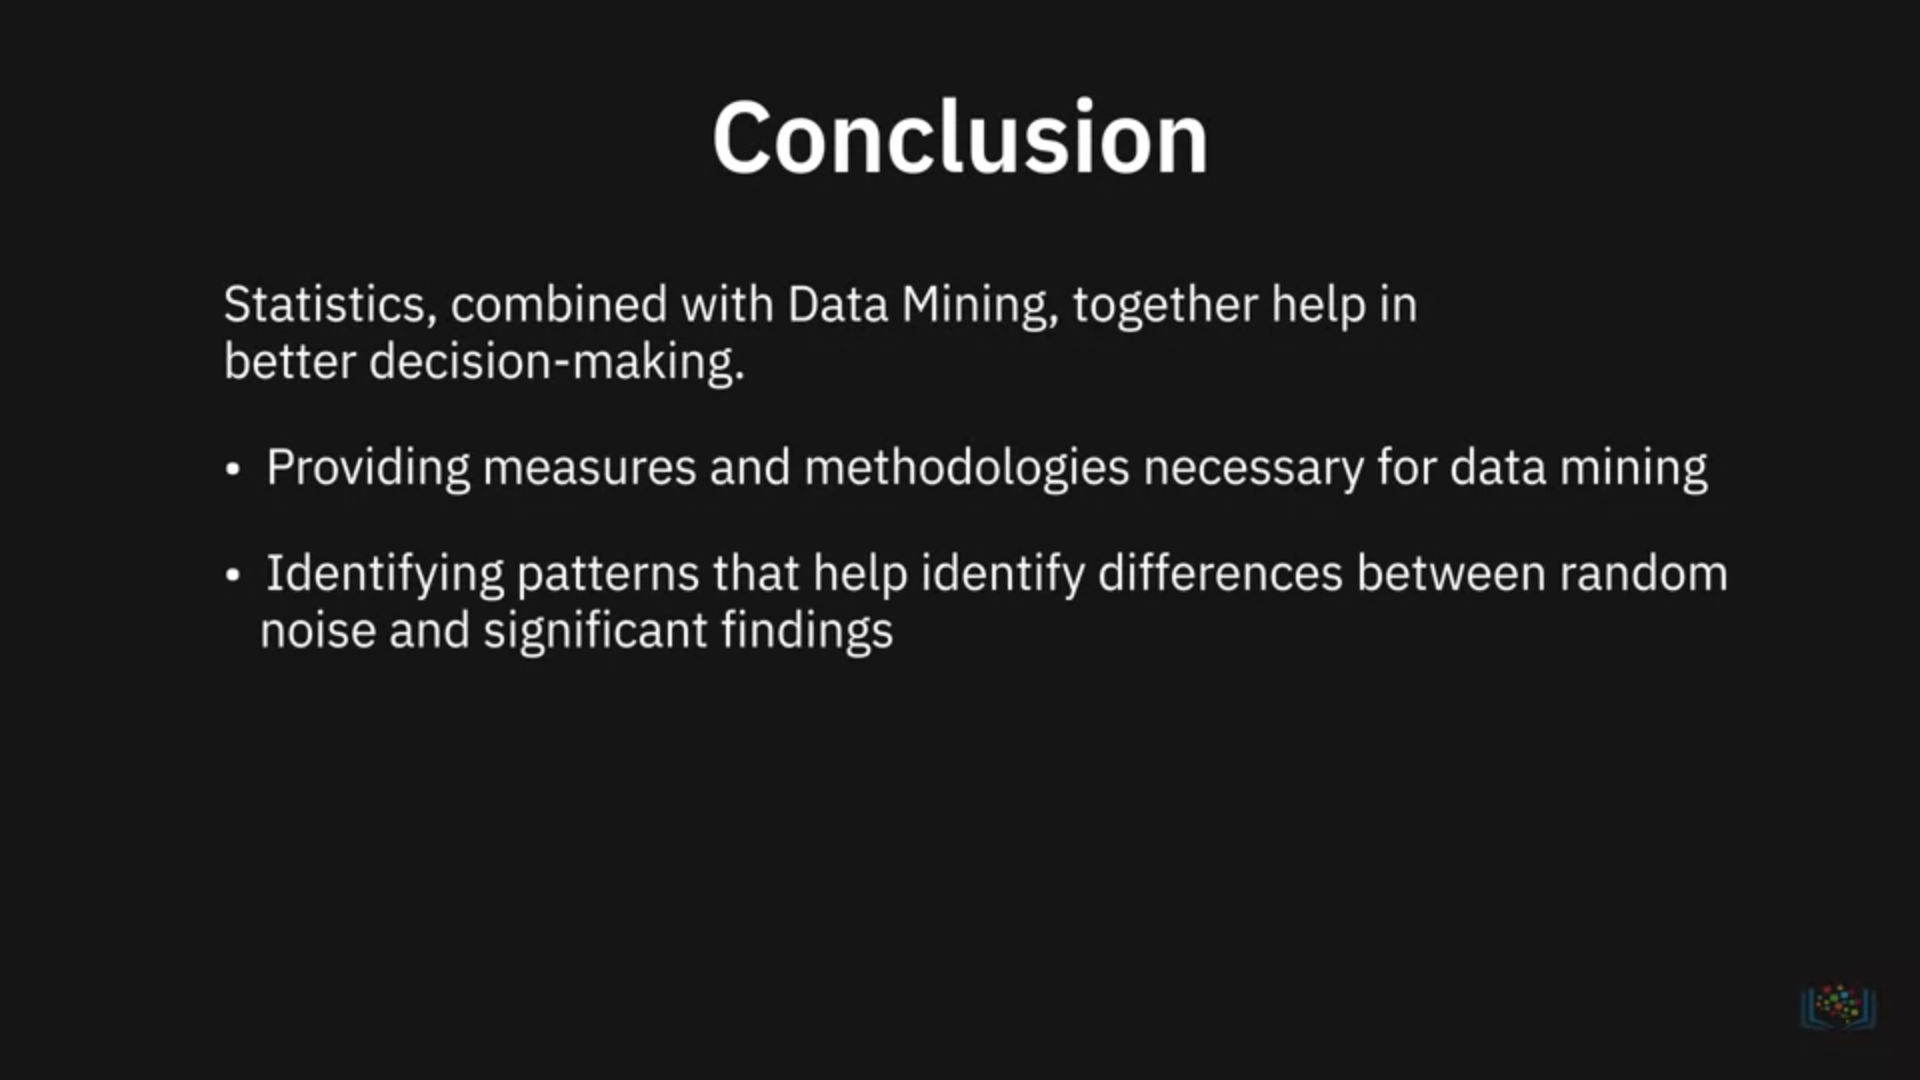 Conclusion
Statistics, combined with Data Mining, together help in
better decision-making.
• Providing measures and methodologies necessary for data mining
• Identifying patterns that help identify differences between random
noise and significant findings